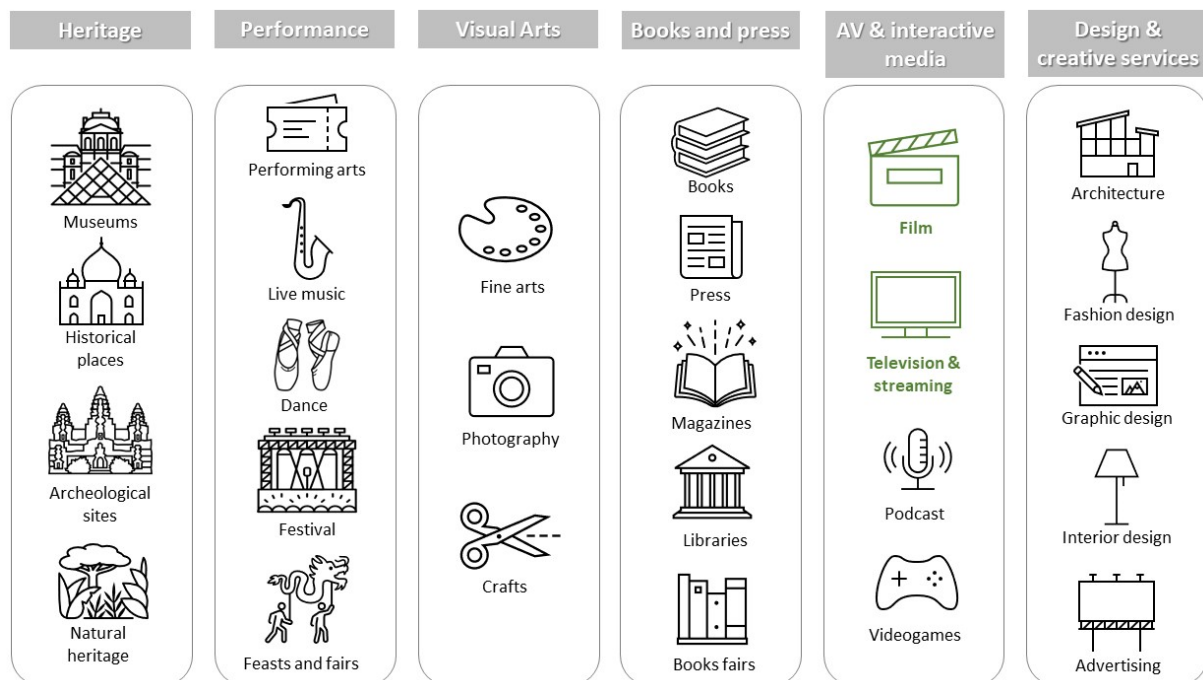 Heritage
Museums
Historical
places
Archeological
sites
Natural
heritage
Performance
Performing arts
Live music
Dance
Festival
Feasts and fairs
Visual Arts
Fine arts
Photography
Crafts
Books and press
Books
Press
Magazines
Libraries
Books fairs
AV & interactive
media
Film
Television &
streaming
Podcast
Videogames
Design &
creative services
Architecture
Fashion design
Graphic design
Interior design
Advertising